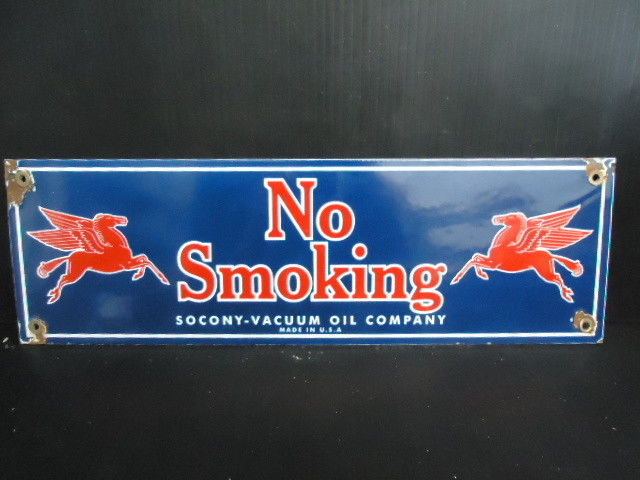 No
Smoking
SOCONY-VACUUM OIL COMPANY
MADE IN U.S.A